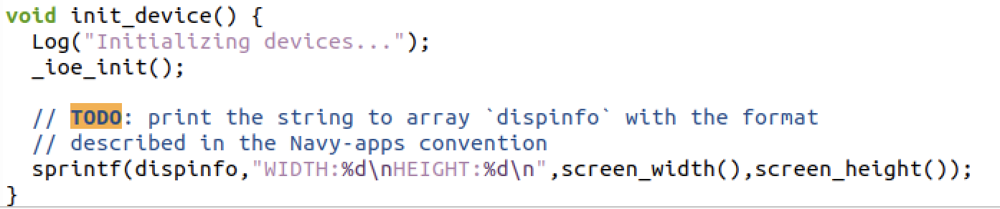 void init_device() {
  Log("Initializing devices...");
  _ioe_init();

  // TODO: print the string to array `dispinfo` with the format
  // described in the Navy-apps convention
  sprintf(dispinfo,"WIDTH:%d\nHEIGHT:%d\n",screen_width(),screen_height());
}